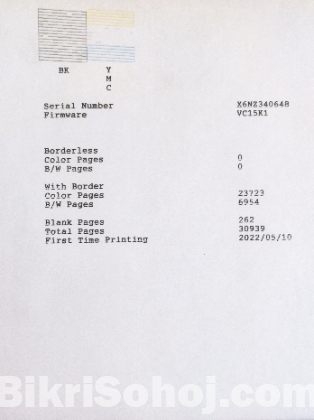 BK Y
M
C
Serial Number X6NZ340648
Firmware VC15K1
Borderless
Color Pages 0
B/W Pages 0
With Border
Color Pages 23723
B/W Pages 6954
Blank Pages 262
Total Pages 30939
First Time Printing 2022/05/10
BikriSohoj.com